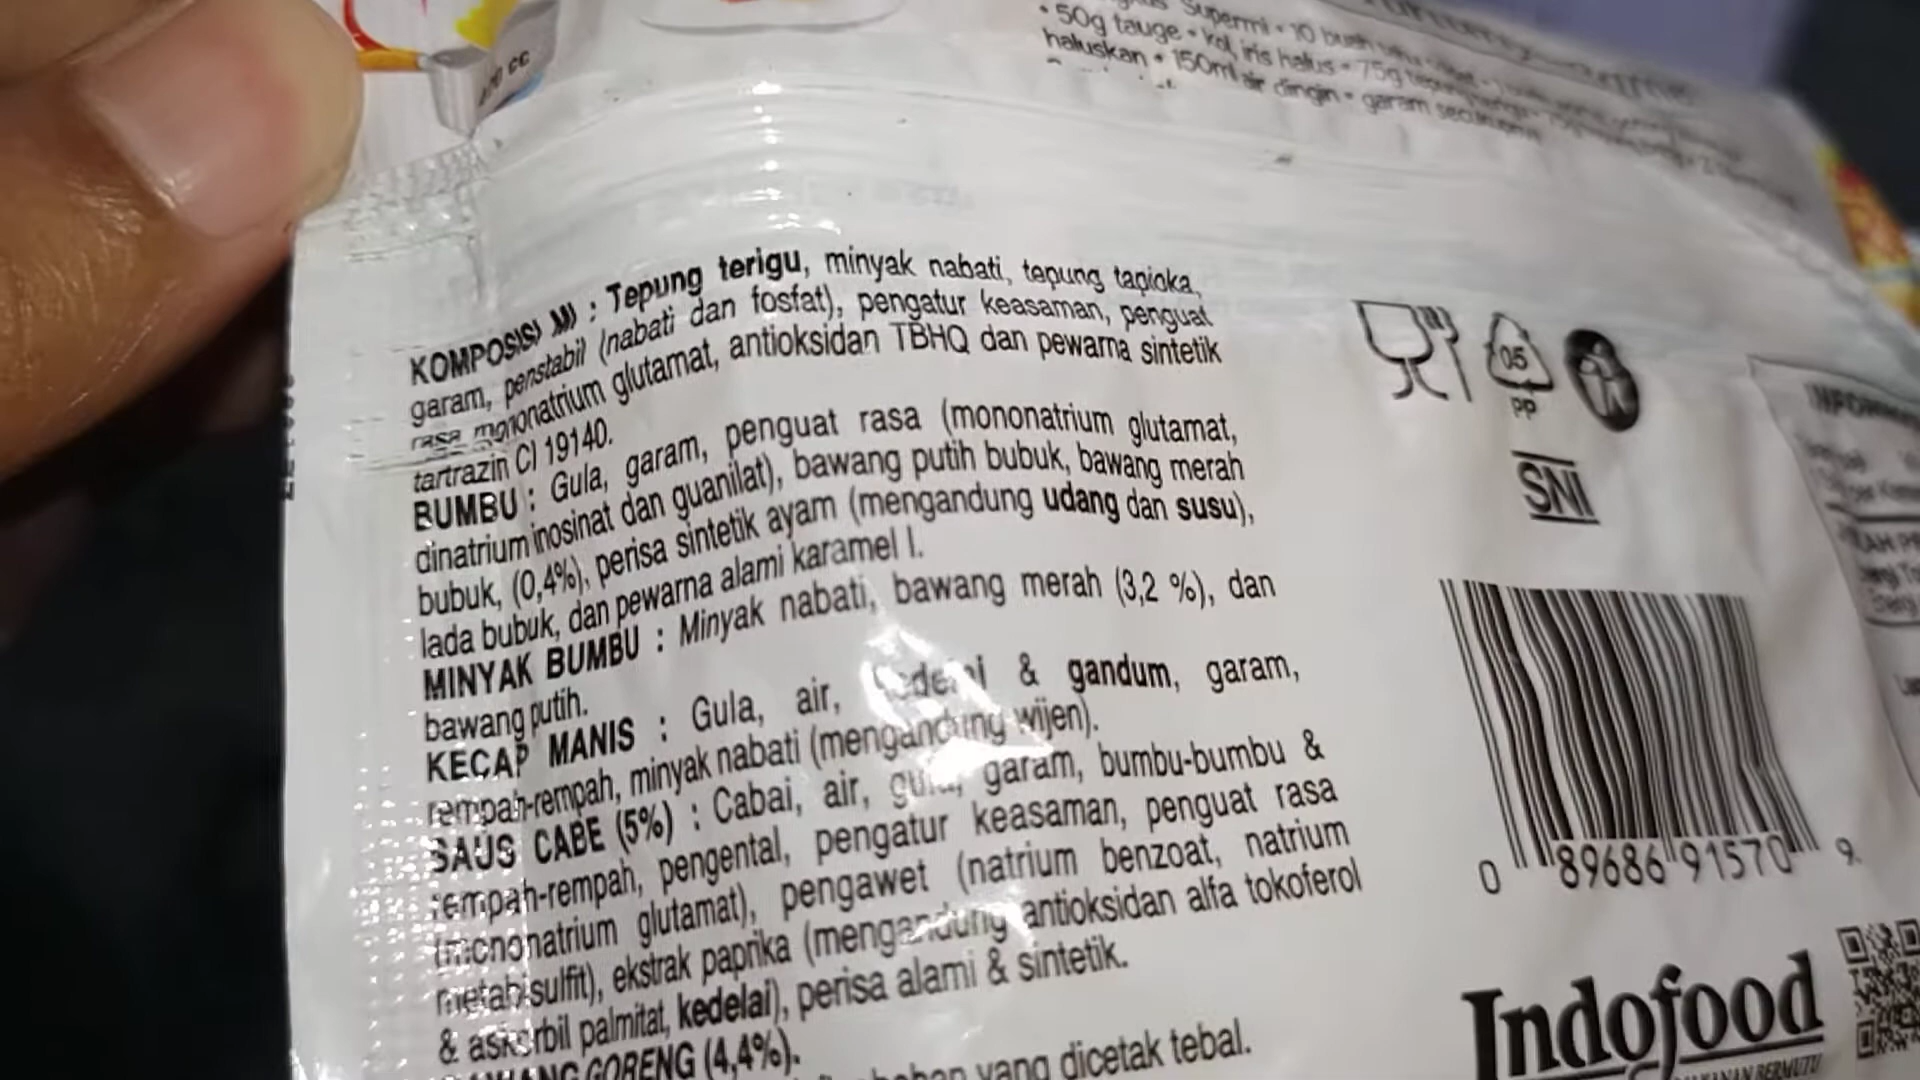 Supermi • 10 buah
• 50g tauge • kol, iris halus • 75g
haluskan • 150ml air dingin • garam
KOMPOSISI MI : Tepung terigu, minyak nabati, tepung tapioka,
garam, penstabil (nabati dan fosfat), pengatur keasaman, penguat
rasa mononatrium glutamat, antioksidan TBHQ dan pewarna sintetik
tartrazin CI 19140.
BUMBU : Gula, garam, penguat rasa (mononatrium glutamat,
dinatrium inosinat dan guanilat), bawang putih bubuk, bawang merah
bubuk, (0,4%), perisa sintetik ayam (mengandung udang dan susu),
lada bubuk, dan pewarna alami karamel I.
MINYAK BUMBU : Minyak nabati, bawang merah (3,2 %), dan
bawang putih.
KECAP MANIS : Gula, air, kedelai & gandum, garam,
rempah-rempah, minyak nabati (mengandung wijen).
SAUS CABE (5%) : Cabai, air, gula, garam, bumbu-bumbu &
rempah-rempah, pengental, pengatur keasaman, penguat rasa
(mononatrium glutamat), pengawet (natrium benzoat, natrium
metabisulfit), ekstrak paprika (mengandung antioksidan alfa tokoferol
& askorbil palmitat, kedelai), perisa alami & sintetik.
GORENG (4,4%).
yang dicetak tebal.
05
PP
SNI
0 89686 91570 9
Indofood